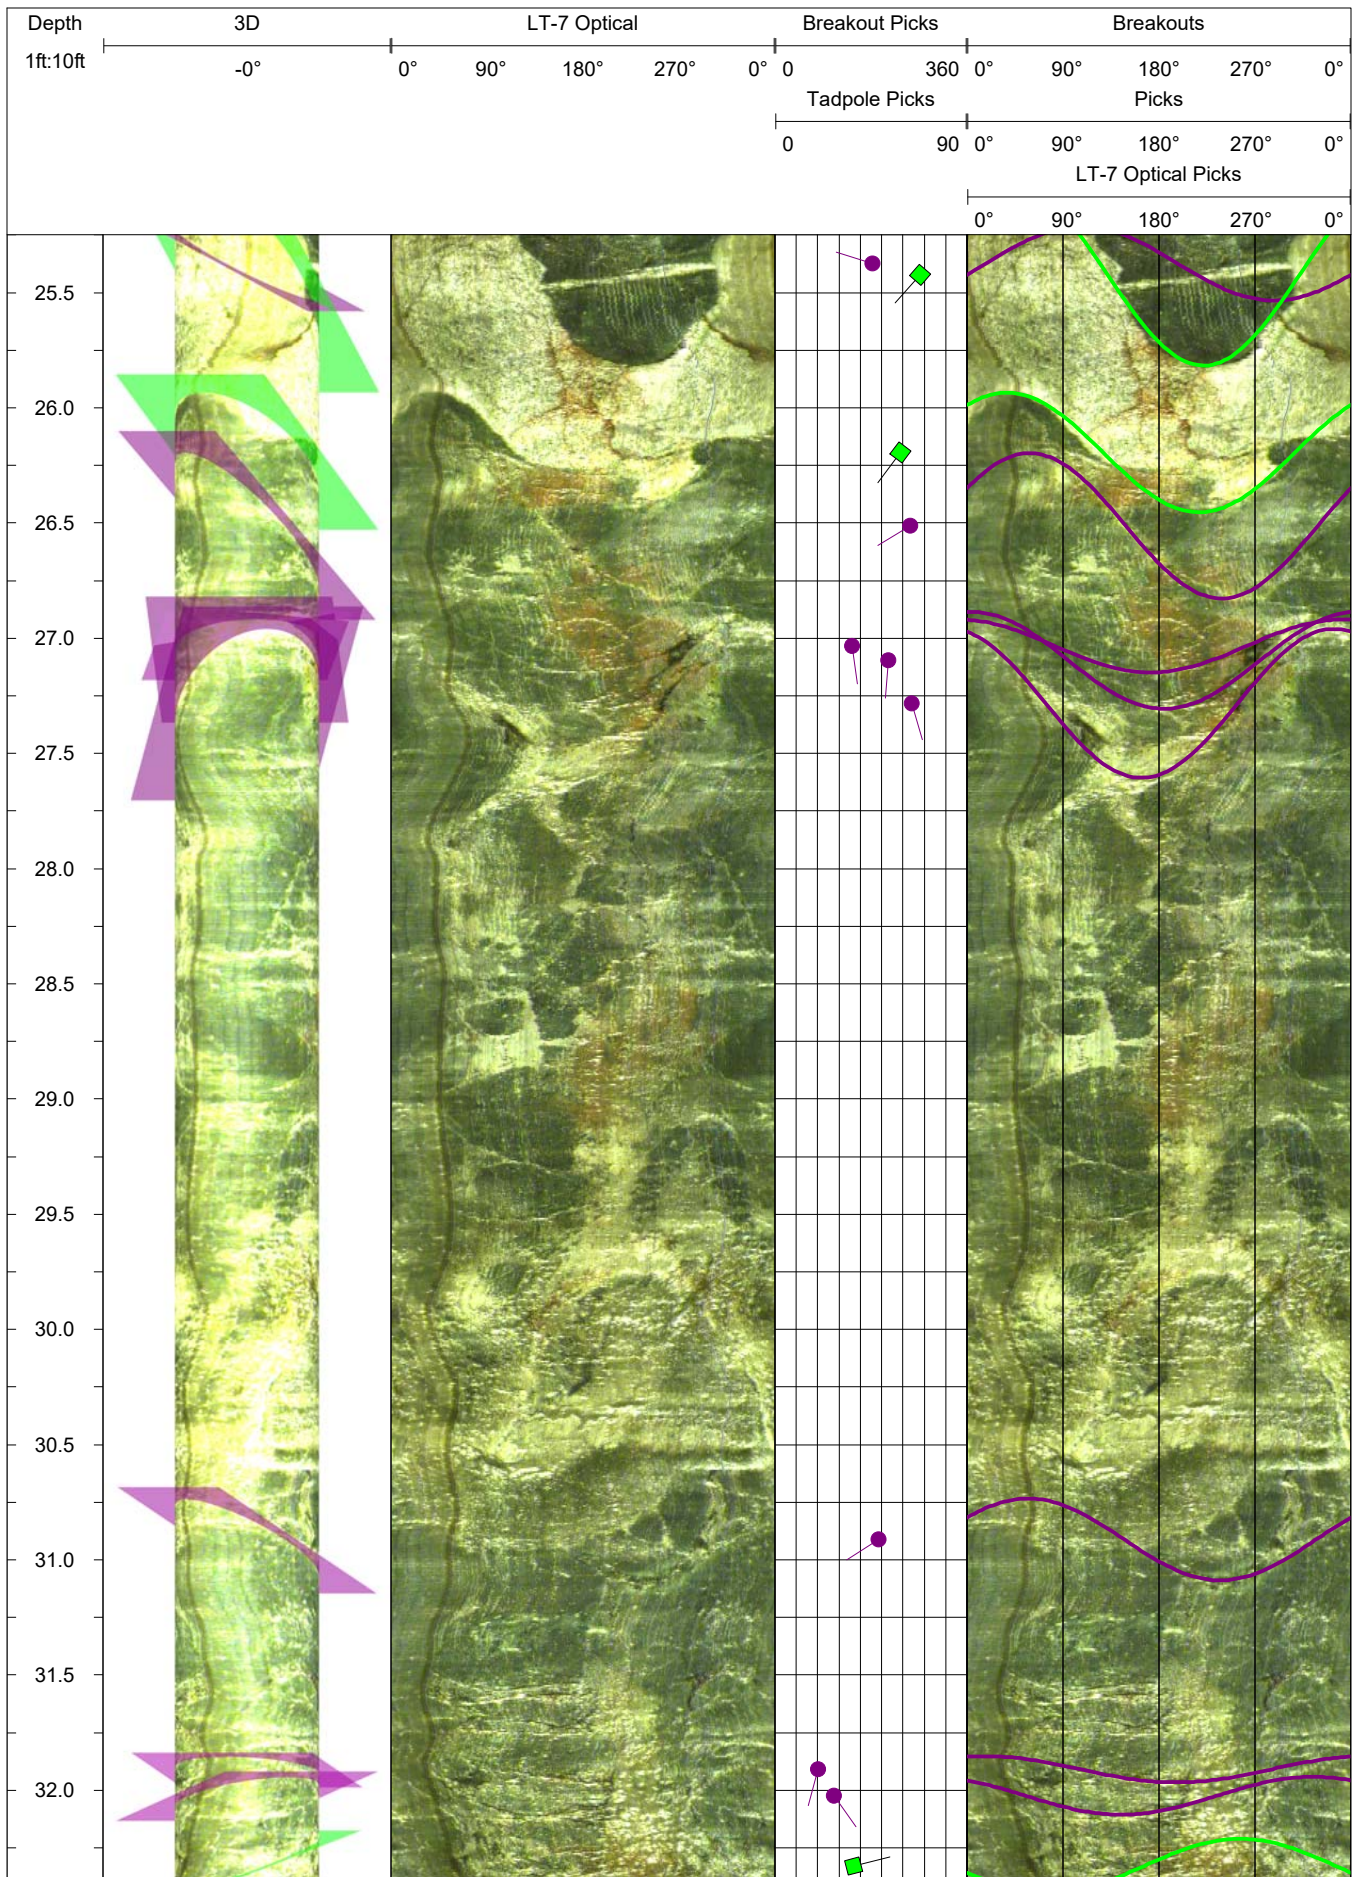 Depth 3D LT-7 Optical Breakout Picks Breakouts
1ft:10ft -0° 0° 90° 180° 270° 0° 0 360 0° 90° 180° 270° 0°
Tadpole Picks Picks
0 90 0° 90° 180° 270° 0°
LT-7 Optical Picks
0° 90° 180° 270° 0°
25.5
26.0
26.5
27.0
27.5
28.0
28.5
29.0
29.5
30.0
30.5
31.0
31.5
32.0